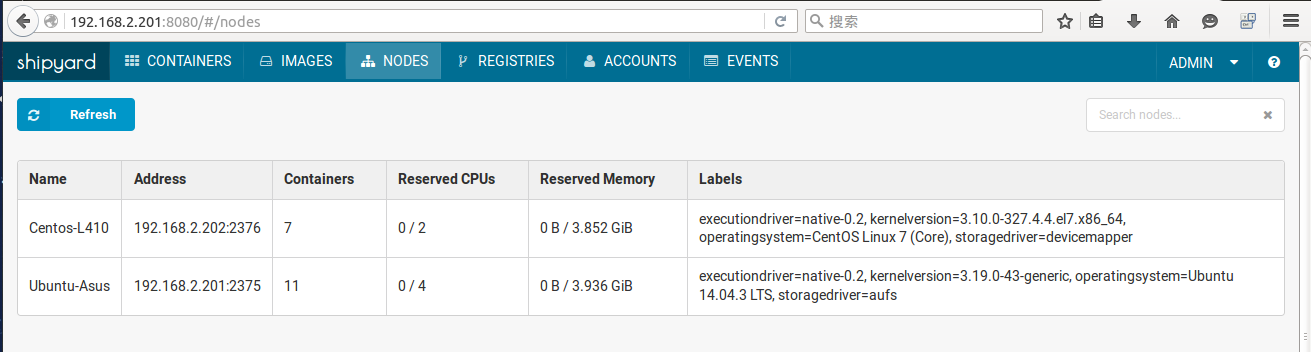 192.168.2.201:8080/#/nodes 搜索
shipyard CONTAINERS IMAGES NODES REGISTRIES ACCOUNTS EVENTS ADMIN
Refresh Search nodes...
Name Address Containers Reserved CPUs Reserved Memory Labels
Centos-L410 192.168.2.202:2376 7 0 / 2 0 B / 3.852 GiB executiondriver=native-0.2, kernelversion=3.10.0-327.4.4.el7.x86_64,
operatingsystem=CentOS Linux 7 (Core), storagedriver=devicemapper
Ubuntu-Asus 192.168.2.201:2375 11 0 / 4 0 B / 3.936 GiB executiondriver=native-0.2, kernelversion=3.19.0-43-generic, operatingsystem=Ubuntu
14.04.3 LTS, storagedriver=aufs